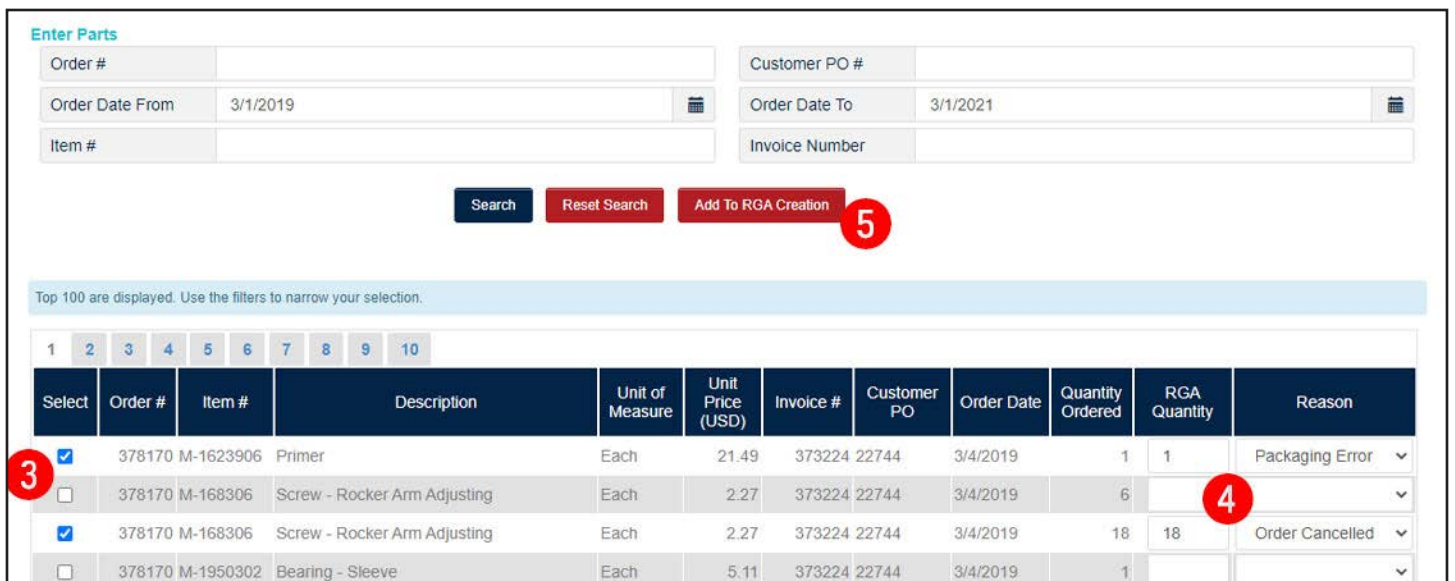 Enter Parts
Order # Customer PO #
Order Date From 3/1/2019 Order Date To 3/1/2021
Item # Invoice Number
Search Reset Search Add To RGA Creation
5
Top 100 are displayed. Use the filters to narrow your selection.
1 2 3 4 5 6 7 8 9 10
Select Order # Item # Description Unit of Measure Unit Price (USD) Invoice # Customer PO Order Date Quantity Ordered RGA Quantity Reason
378170 M-1623906 Primer Each 21.49 373224 22744 3/4/2019 1 1 Packaging Error
3
378170 M-168306 Screw - Rocker Arm Adjusting Each 2.27 373224 22744 3/4/2019 6
4
378170 M-168306 Screw - Rocker Arm Adjusting Each 2.27 373224 22744 3/4/2019 18 18 Order Cancelled
378170 M-1950302 Bearing - Sleeve Each 5.11 373224 22744 3/4/2019 1